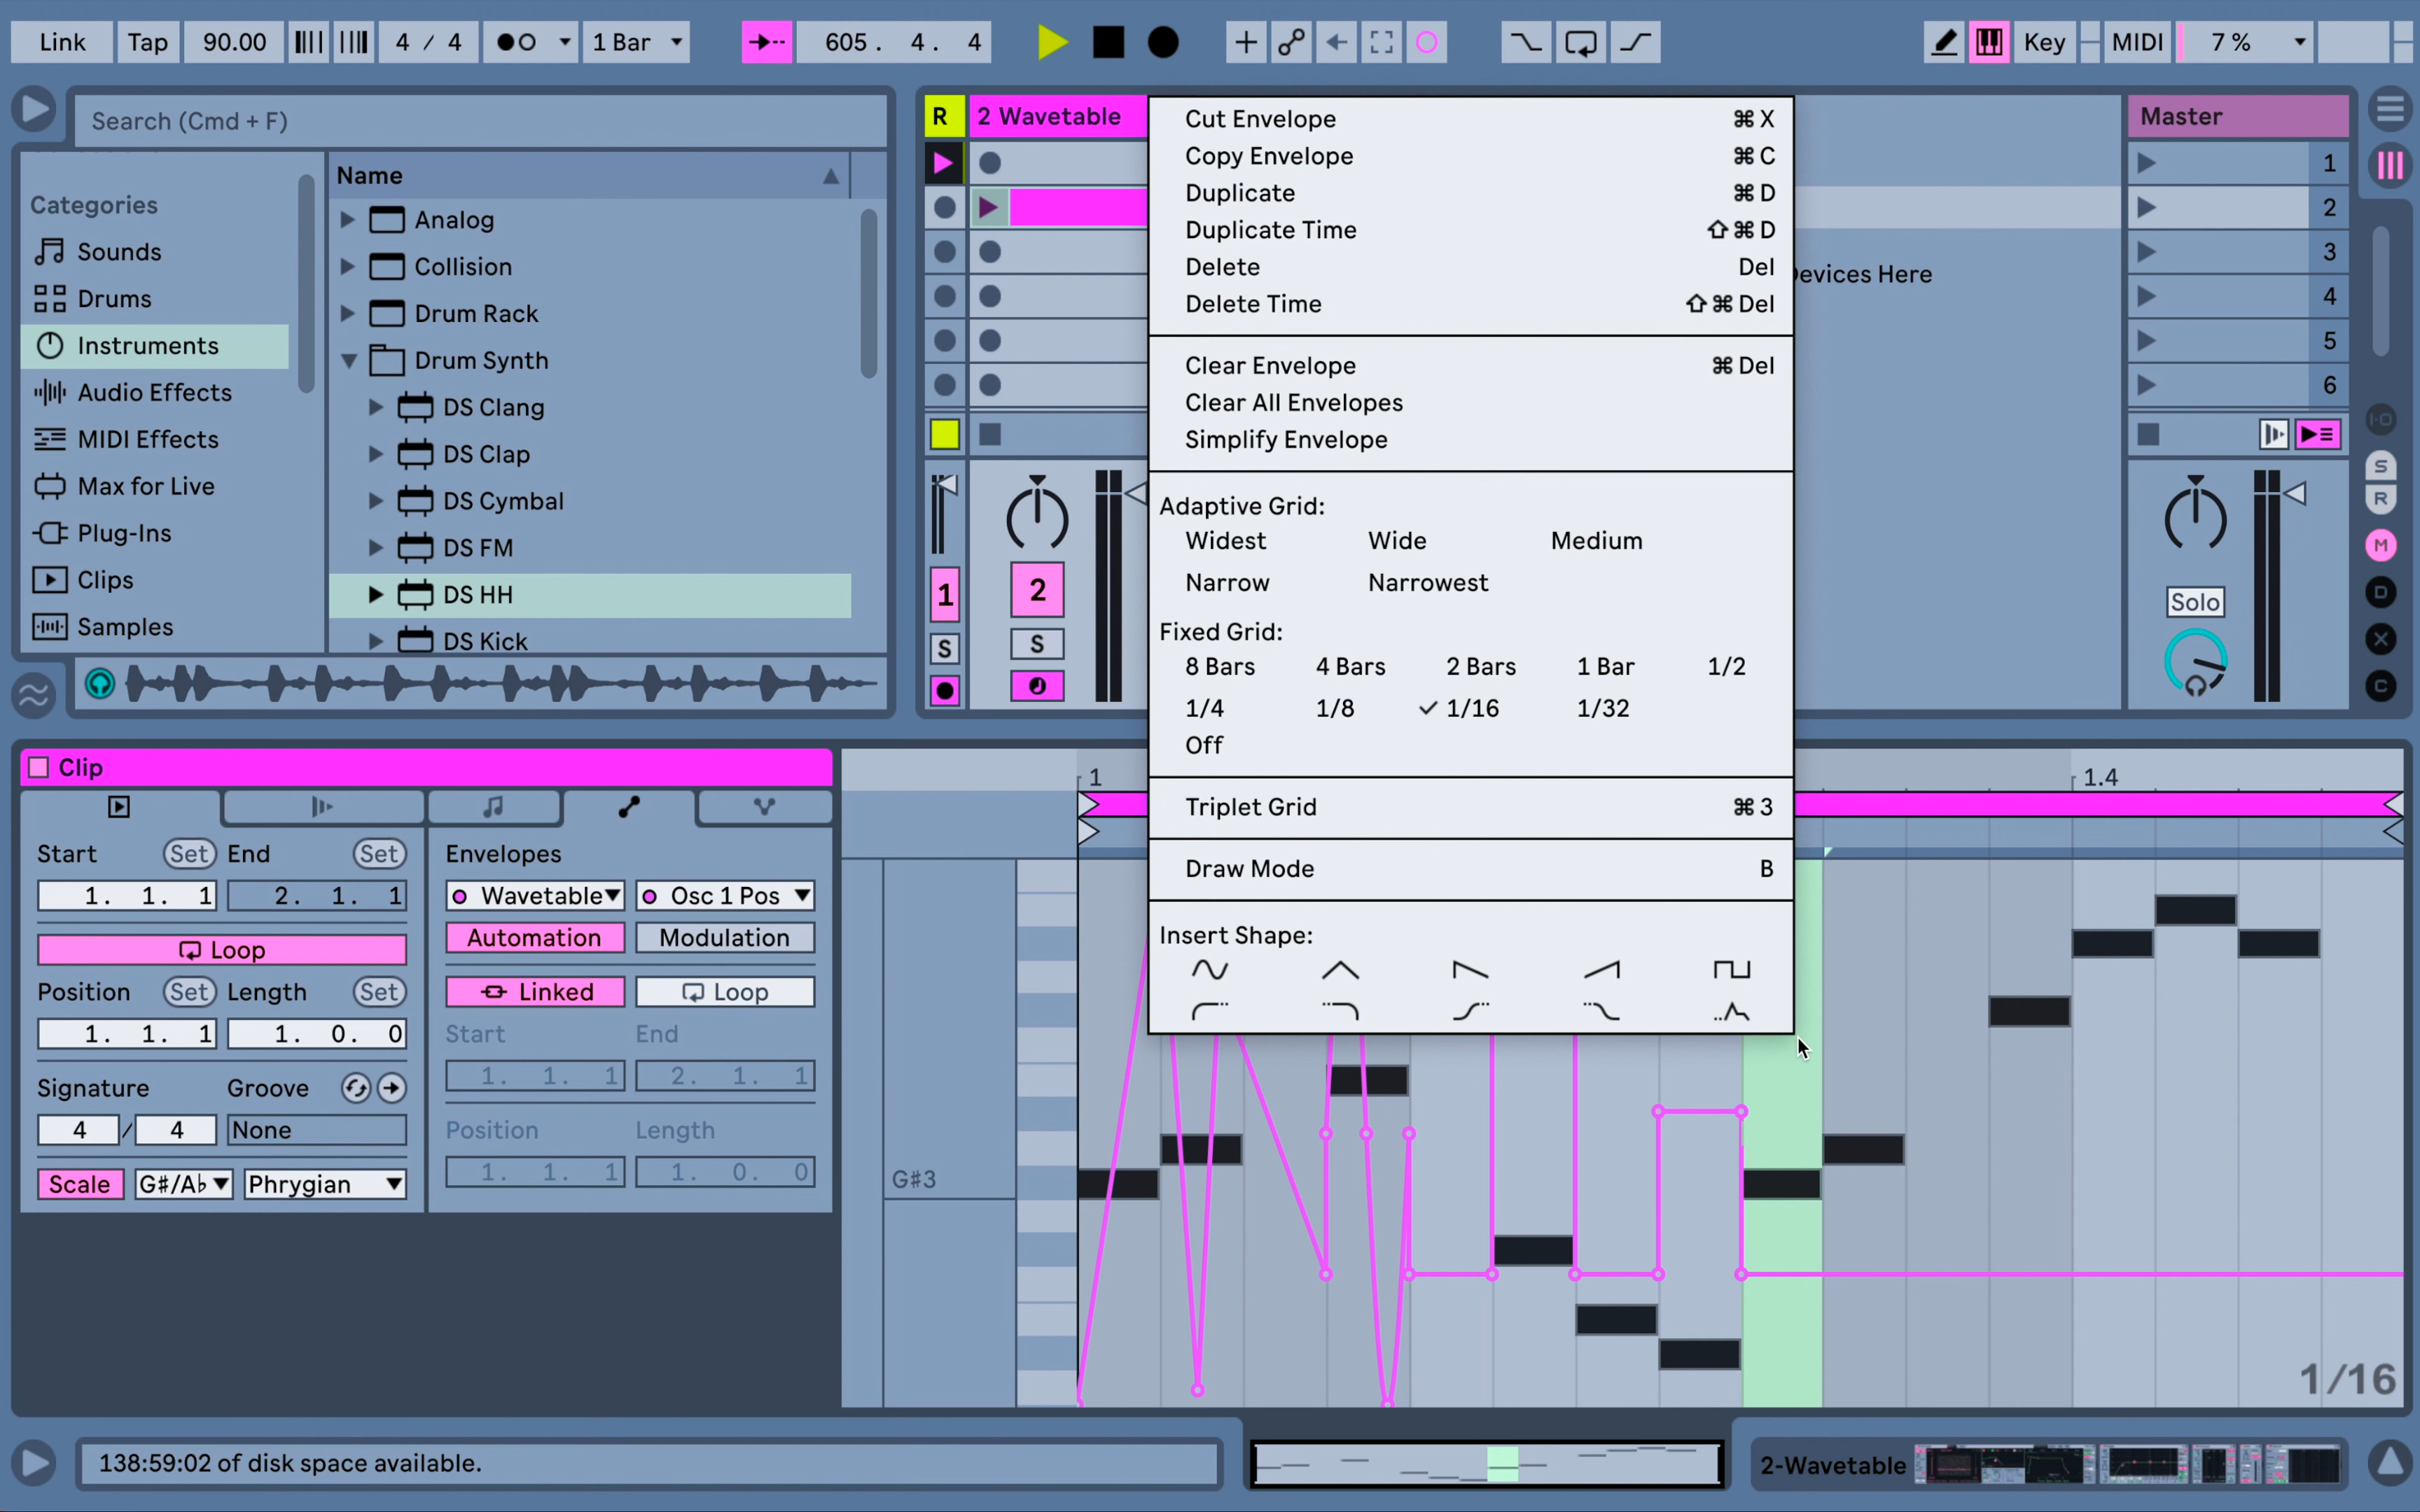 Link Tap 90.00 4 / 4 1 Bar 605. 4. 4 Key MIDI 7 %
Search (Cmd + F)
Categories
Sounds
Drums
Instruments
Audio Effects
MIDI Effects
Max for Live
Plug-Ins
Clips
Samples
Name
Analog
Collision
Drum Rack
Drum Synth
DS Clang
DS Clap
DS Cymbal
DS FM
DS HH
DS Kick
R 2 Wavetable
1 2
S S
Cut Envelope ⌘ X
Copy Envelope ⌘ C
Duplicate ⌘ D
Duplicate Time ⇧ ⌘ D
Delete Del
Delete Time ⇧ ⌘ Del
Clear Envelope ⌘ Del
Clear All Envelopes
Simplify Envelope
Adaptive Grid:
Widest Wide Medium
Narrow Narrowest
Fixed Grid:
8 Bars 4 Bars 2 Bars 1 Bar 1/2
1/4 1/8 ✓ 1/16 1/32
Off
Triplet Grid ⌘ 3
Draw Mode B
Insert Shape:
Devices Here
Master
1
2
3
4
5
6
Solo
I-O
S
R
M
D
X
C
Clip
Start Set End Set
1. 1. 1 2. 1. 1
Loop
Position Set Length Set
1. 1. 1 1. 0. 0
Signature Groove
4 / 4 None
Scale G#/A♭ Phrygian
Envelopes
Wavetable Osc 1 Pos
Automation Modulation
Linked Loop
Start End
1. 1. 1 2. 1. 1
Position Length
1. 1. 1 1. 0. 0
1 1.4
G#3
1/16
138:59:02 of disk space available.
2-Wavetable